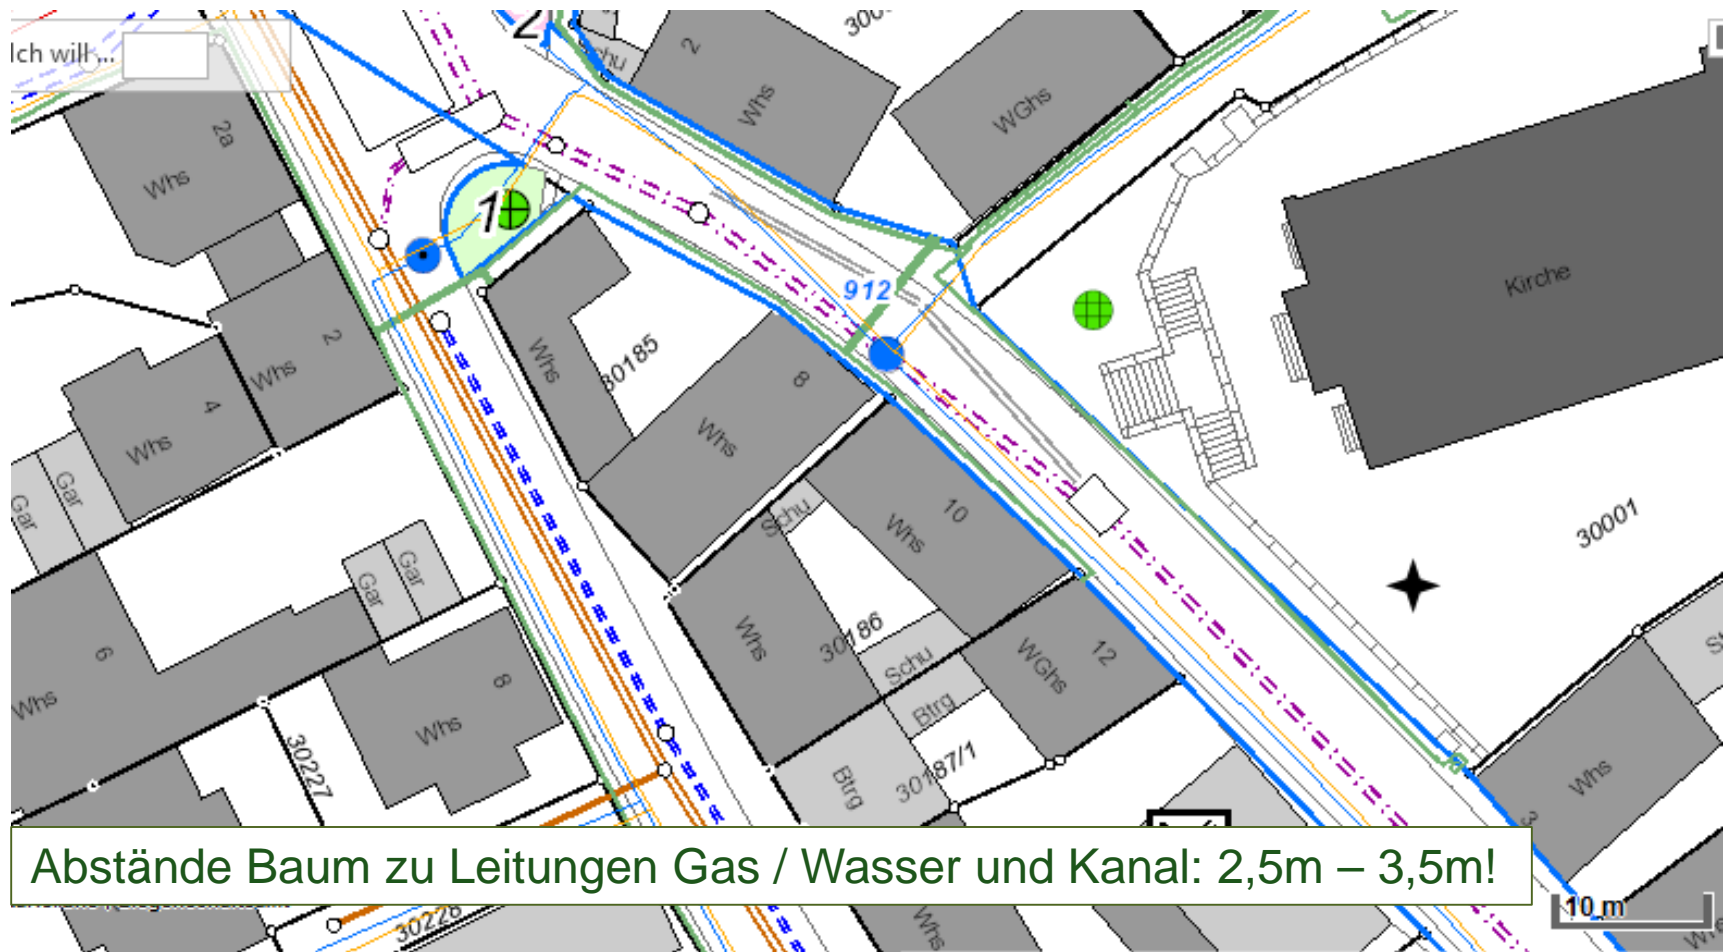 2
Schu
2
300
Ich will ...
2a
Whs
Whs
WGhs
Whs
1
Kirche
912
2
Whs
Whs
30185
8
4
Whs
Whs
Gar
Gar
Schu
10
Whs
30001
Gar
Gar
6
Whs
8
Whs
Whs
30186
Schu
12
WGhs
Btrg
St
30227
Btrg
30187/1
Whs
3
Abstände Baum zu Leitungen Gas / Wasser und Kanal: 2,5m – 3,5m!
10 m
30228
Whs